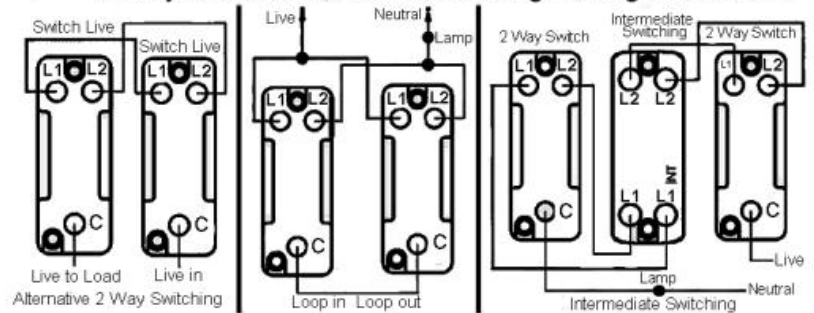 Switch Live
Switch Live
L1 L2
L1 L2
C
C
Live to Load
Live in
Alternative 2 Way Switching
Live
Neutral
Lamp
L1 L2
L1 L2
C
C
Loop in Loop out
2 Way Switch
Intermediate
Switching
2 Way Switch
L1 L2
L2 L2
L1 L2
INT
L1 L1
C
C
Live
Lamp
Neutral
Intermediate Switching